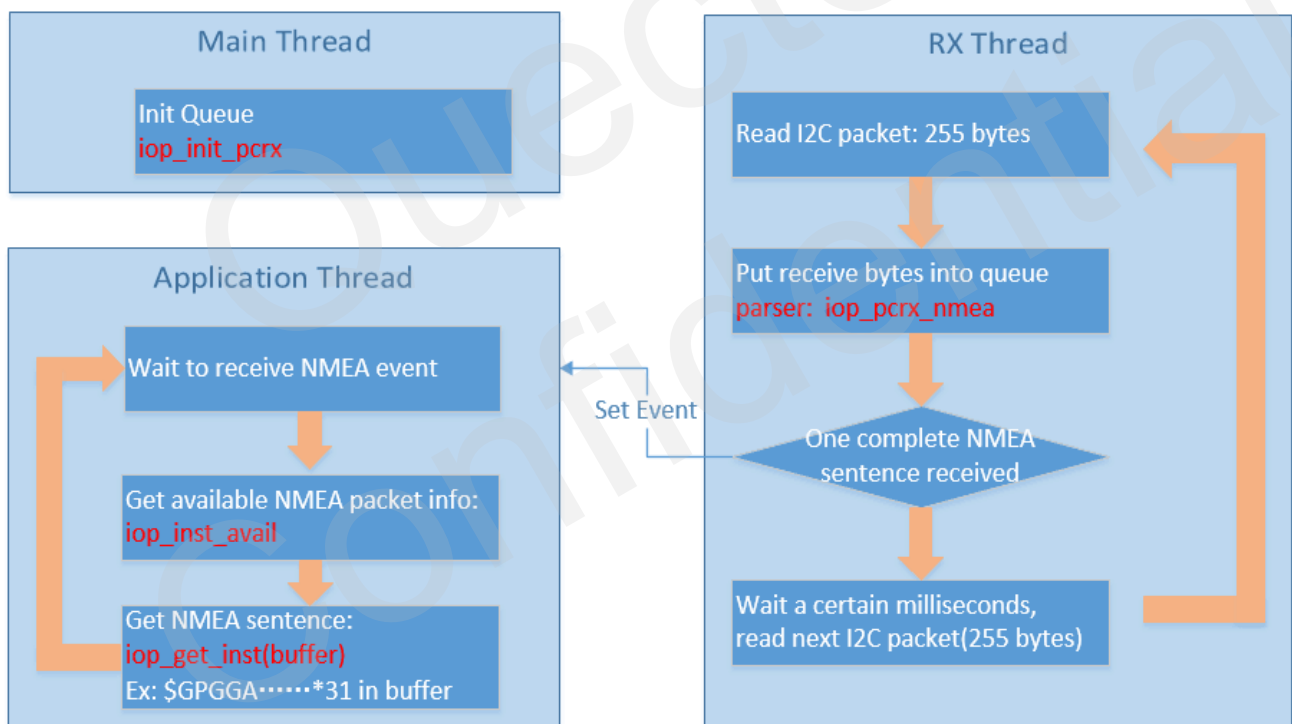 Main Thread
Init Queue
iop_init_pcrx
Application Thread
Wait to receive NMEA event
Get available NMEA packet info:
iop_inst_avail
Get NMEA sentence:
iop_get_inst(buffer)
Ex: $GPGGA······*31 in buffer
Set Event
RX Thread
Read I2C packet: 255 bytes
Put receive bytes into queue
parser: iop_pcrx_nmea
One complete NMEA
sentence received
Wait a certain milliseconds,
read next I2C packet(255 bytes)
Quectel
Confidential